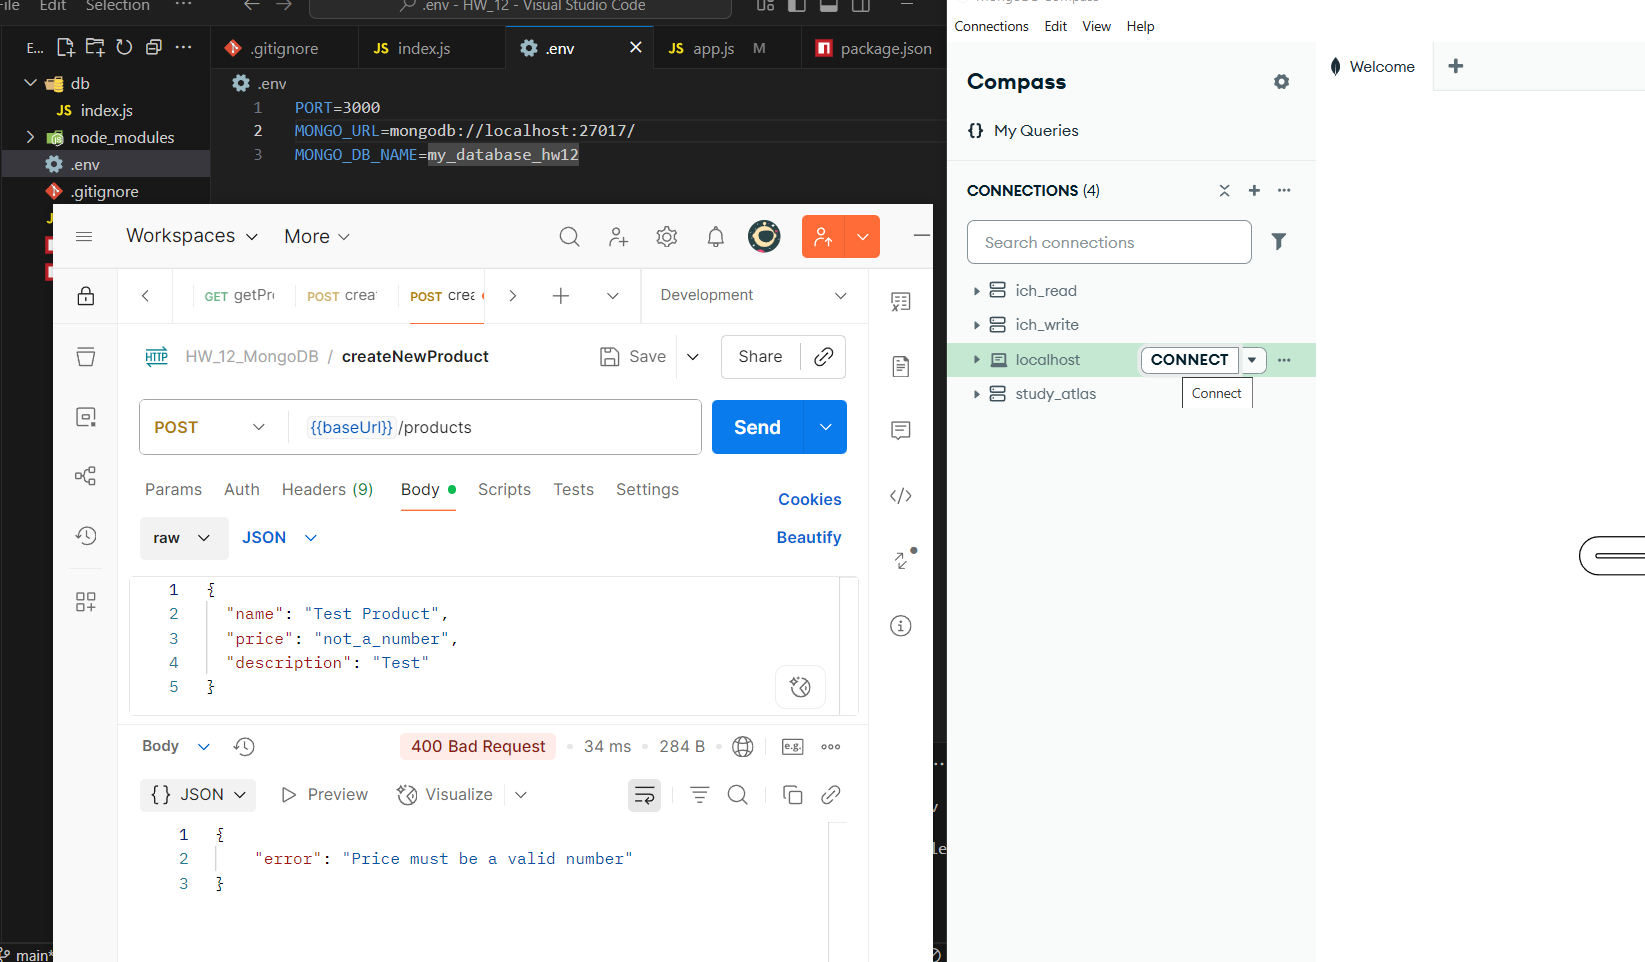 File Edit Selection ···
.env - HW_12 - Visual Studio Code
E... ···
db
JS index.js
node_modules
.env
.gitignore
.gitignore
JS index.js
.env
JS app.js M
package.json
.env
1 PORT=3000
2 MONGO_URL=mongodb://localhost:27017/
3 MONGO_DB_NAME=my_database_hw12
main*
Workspaces More
GET getPr
POST crea
POST crea
Development
HTTP HW_12_MongoDB / createNewProduct
Save Share
POST {{baseUrl}}/products
Send
Params Auth Headers (9) Body Scripts Tests Settings
Cookies
raw JSON Beautify
1 {
2 "name": "Test Product",
3 "price": "not_a_number",
4 "description": "Test"
5 }
Body 400 Bad Request • 34 ms • 284 B • e.g.
{} JSON Preview Visualize
1 {
2 "error": "Price must be a valid number"
3 }
Connections Edit View Help
Compass
{} My Queries
CONNECTIONS (4)
Search connections
ich_read
ich_write
localhost CONNECT
study_atlas
Connect
Welcome